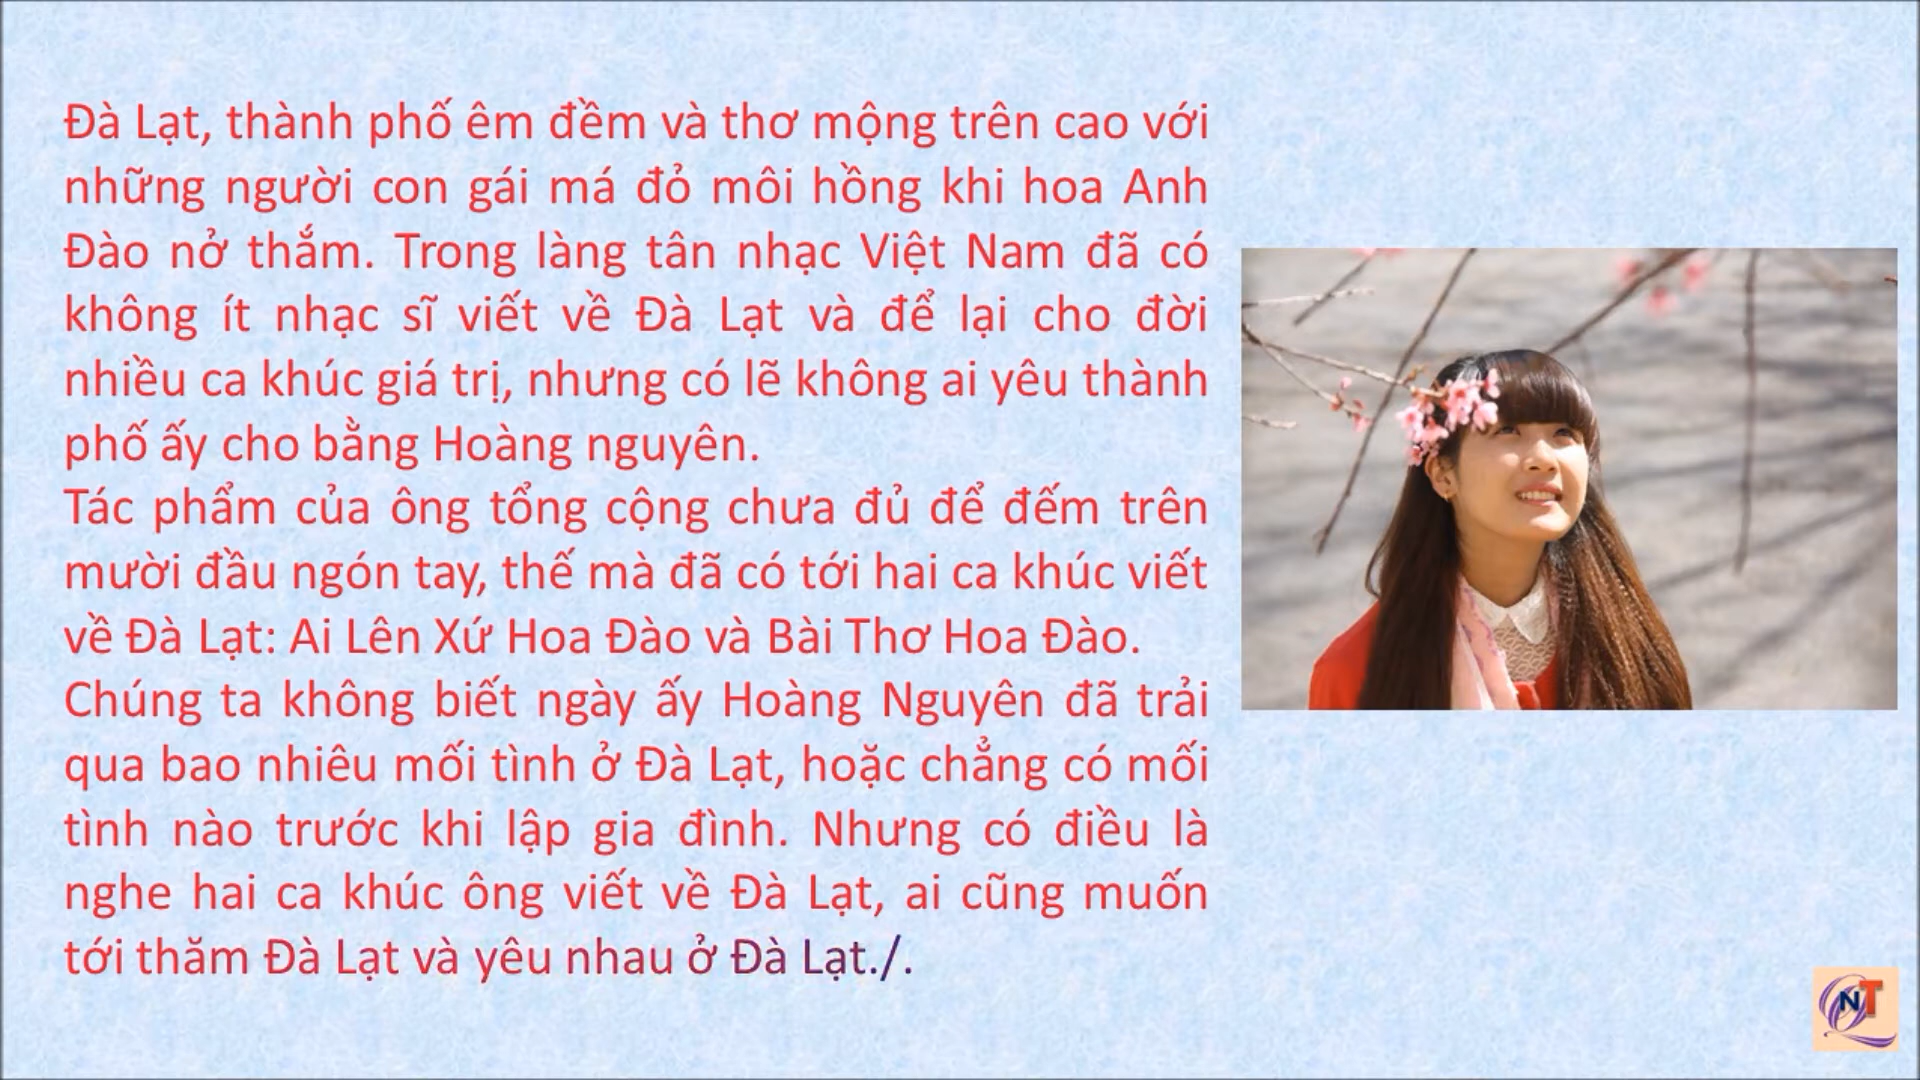 Đà Lạt, thành phố êm đềm và thơ mộng trên cao với
những người con gái má đỏ môi hồng khi hoa Anh
Đào nở thắm. Trong làng tân nhạc Việt Nam đã có
không ít nhạc sĩ viết về Đà Lạt và để lại cho đời
nhiều ca khúc giá trị, nhưng có lẽ không ai yêu thành
phố ấy cho bằng Hoàng nguyên.
Tác phẩm của ông tổng cộng chưa đủ để đếm trên
mười đầu ngón tay, thế mà đã có tới hai ca khúc viết
về Đà Lạt: Ai Lên Xứ Hoa Đào và Bài Thơ Hoa Đào.
Chúng ta không biết ngày ấy Hoàng Nguyên đã trải
qua bao nhiêu mối tình ở Đà Lạt, hoặc chẳng có mối
tình nào trước khi lập gia đình. Nhưng có điều là
nghe hai ca khúc ông viết về Đà Lạt, ai cũng muốn
tới thăm Đà Lạt và yêu nhau ở Đà Lạt./.
NT